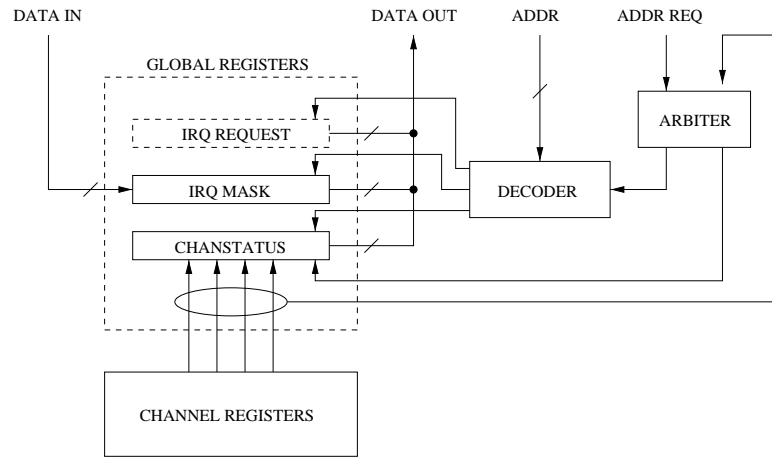 DATA IN
DATA OUT
ADDR
ADDR REQ
GLOBAL REGISTERS
IRQ REQUEST
ARBITER
IRQ MASK
DECODER
CHANSTATUS
CHANNEL REGISTERS